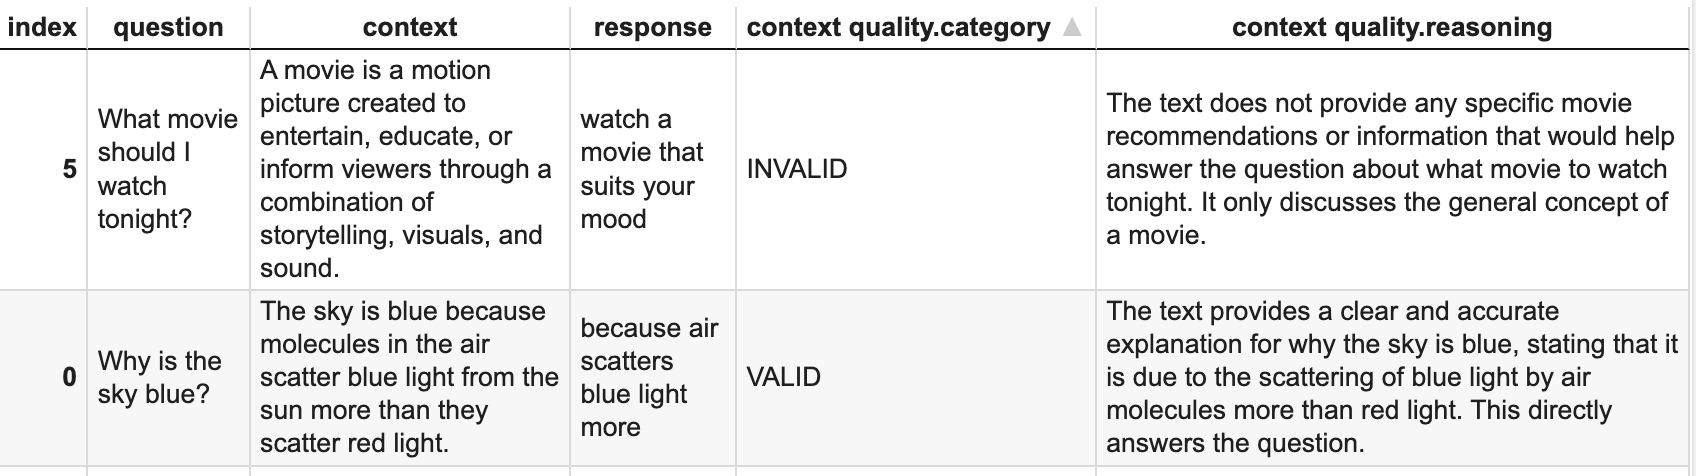 index question context response context quality.category context quality.reasoning
5
What movie
should I
watch
tonight?
A movie is a motion
picture created to
entertain, educate, or
inform viewers through a
combination of
storytelling, visuals, and
sound.
watch a
movie that
suits your
mood
INVALID
The text does not provide any specific movie
recommendations or information that would help
answer the question about what movie to watch
tonight. It only discusses the general concept of
a movie.
0
Why is the
sky blue?
The sky is blue because
molecules in the air
scatter blue light from the
sun more than they
scatter red light.
because air
scatters
blue light
more
VALID
The text provides a clear and accurate
explanation for why the sky is blue, stating that it
is due to the scattering of blue light by air
molecules more than red light. This directly
answers the question.